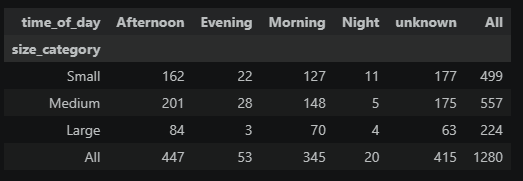 time_of_day Afternoon Evening Morning Night unknown All
size_category
Small 162 22 127 11 177 499
Medium 201 28 148 5 175 557
Large 84 3 70 4 63 224
All 447 53 345 20 415 1280